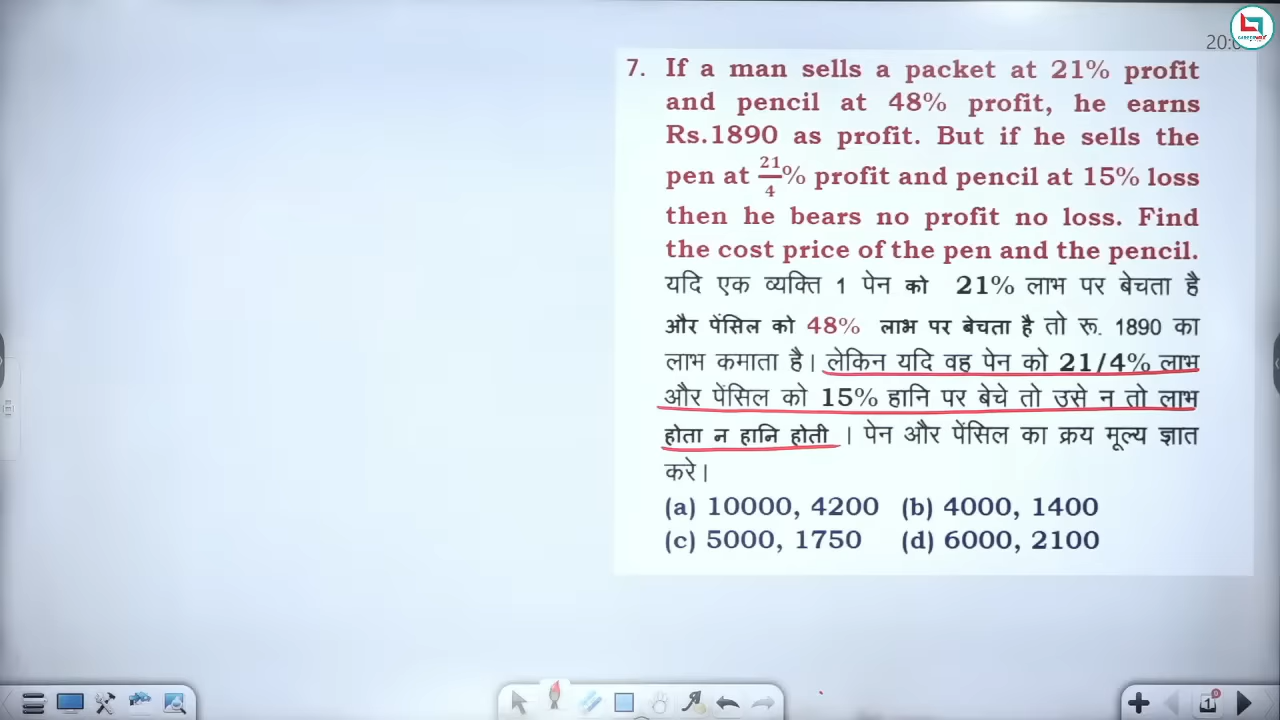 20:0
7. If a man sells a packet at 21% profit
and pencil at 48% profit, he earns
Rs.1890 as profit. But if he sells the
pen at 21/4% profit and pencil at 15% loss
then he bears no profit no loss. Find
the cost price of the pen and the pencil.
यदि एक व्यक्ति 1 पेन को 21% लाभ पर बेचता है
और पेंसिल को 48% लाभ पर बेचता है तो रू. 1890 का
लाभ कमाता है। लेकिन यदि वह पेन को 21/4% लाभ
और पेंसिल को 15% हानि पर बेचे तो उसे न तो लाभ
होता न हानि होती । पेन और पेंसिल का क्रय मूल्य ज्ञात
करे।
(a) 10000, 4200 (b) 4000, 1400
(c) 5000, 1750 (d) 6000, 2100
1